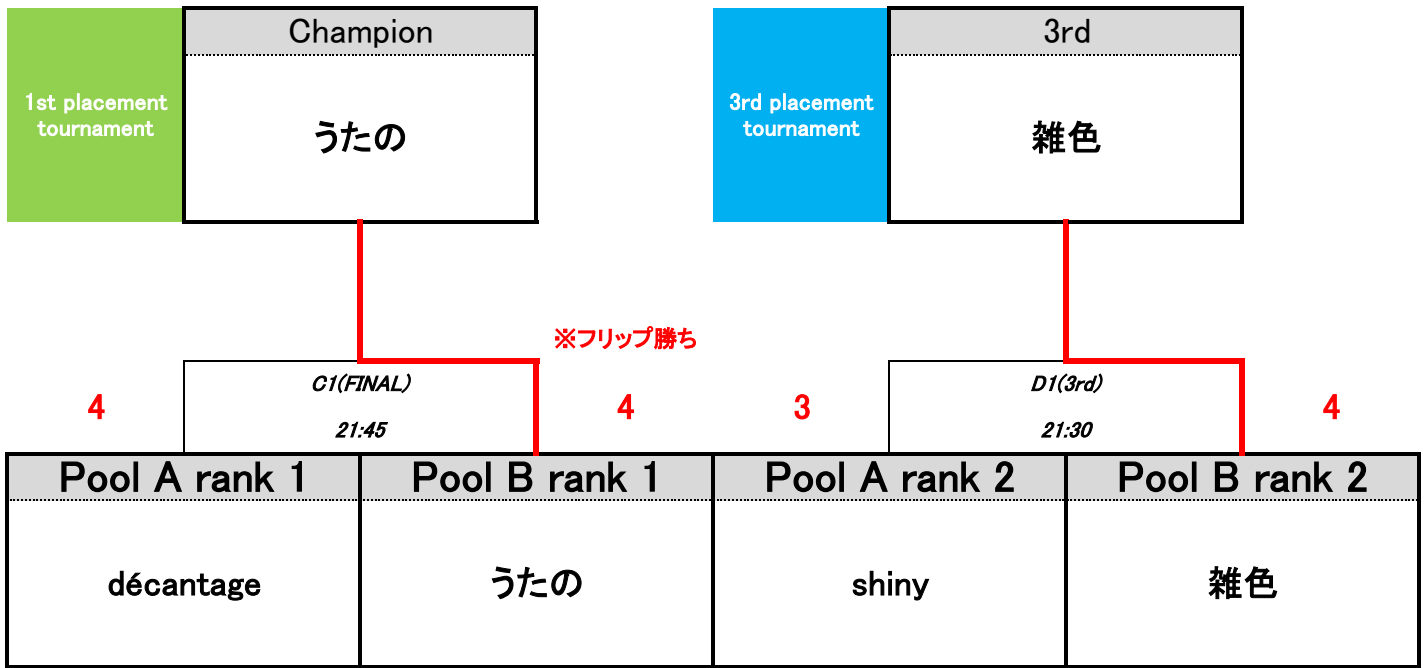 1st placement
tournament
Champion
うたの
3rd placement
tournament
3rd
雑色
※フリップ勝ち
4
C1(FINAL)
21:45
4
3
D1(3rd)
21:30
4
Pool A rank 1
Pool B rank 1
Pool A rank 2
Pool B rank 2
décantage
うたの
shiny
雑色